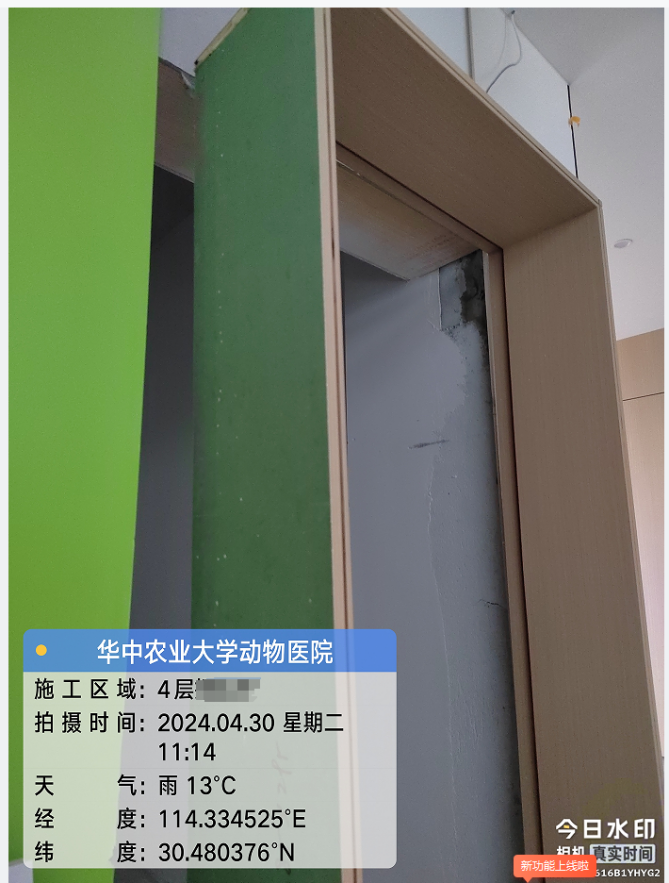 华中农业大学动物医院
施工区域：4层
拍摄时间：2024.04.30 星期二
11:14
天气：雨 13°C
经度：114.334525°E
纬度：30.480376°N
今日水印
相机 真实时间
新功能上线啦
616B1YHYG2